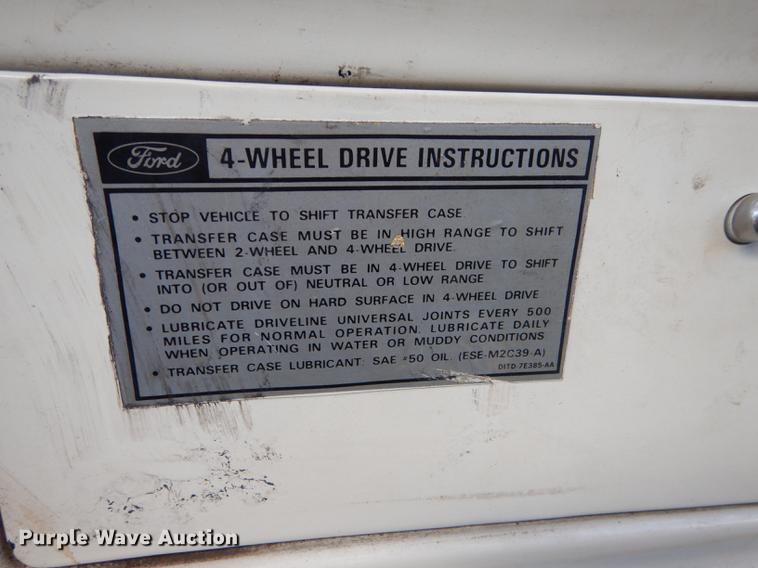 Ford 4-WHEEL DRIVE INSTRUCTIONS
• STOP VEHICLE TO SHIFT TRANSFER CASE
• TRANSFER CASE MUST BE IN HIGH RANGE TO SHIFT
BETWEEN 2-WHEEL AND 4-WHEEL DRIVE.
• TRANSFER CASE MUST BE IN 4-WHEEL DRIVE TO SHIFT
INTO (OR OUT OF) NEUTRAL OR LOW RANGE
• DO NOT DRIVE ON HARD SURFACE IN 4-WHEEL DRIVE
• LUBRICATE DRIVELINE UNIVERSAL JOINTS EVERY 500
MILES FOR NORMAL OPERATION. LUBRICATE DAILY
WHEN OPERATING IN WATER OR MUDDY CONDITIONS
• TRANSFER CASE LUBRICANT: SAE #50 OIL. (ESE-M2C39-A)
DITD-7E385-AA
Purple Wave Auction®